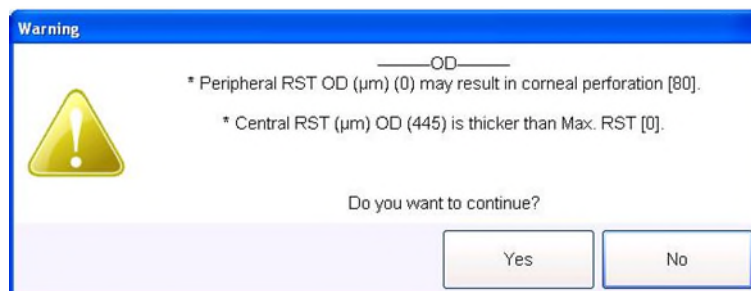 Warning
———OD———
* Peripheral RST OD (µm) (0) may result in corneal perforation [80].
* Central RST (µm) OD (445) is thicker than Max. RST [0].
Do you want to continue?
Yes
No